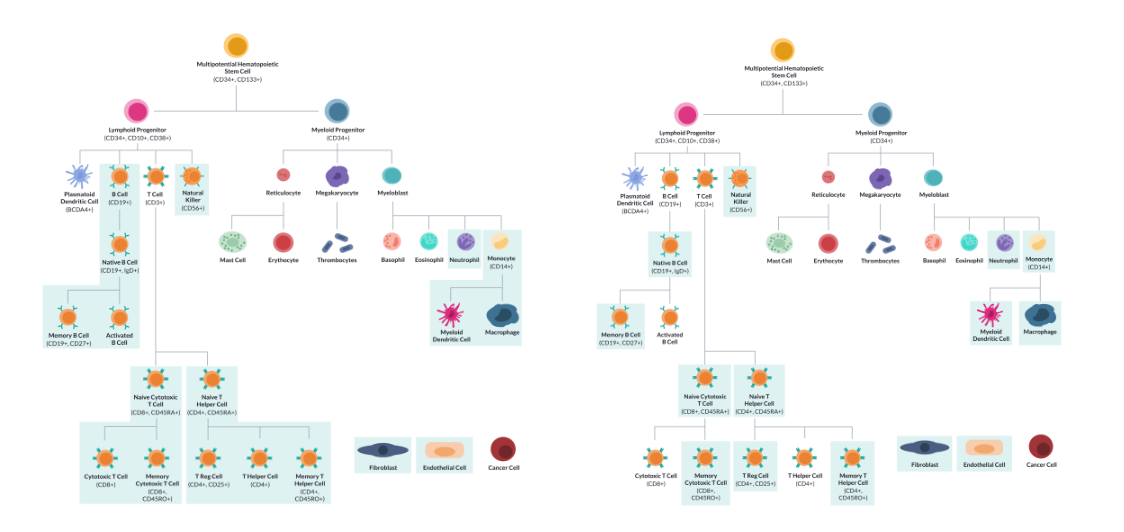 Multipotential Hematopoietic
Stem Cell
(CD34+, CD133+)
Lymphoid Progenitor
(CD34+, CD10+, CD38+)
Myeloid Progenitor
(CD34+)
Plasmatoid
Dendritic Cell
(BCDA4+)
B Cell
(CD19+)
T Cell
(CD3+)
Natural
Killer
(CD56+)
Reticulocyte
Megakaryocyte
Myeloblast
Mast Cell
Erythocyte
Thrombocytes
Basophil
Eosinophil
Neutrophil
Monocyte
(CD14+)
Native B Cell
(CD19+, IgD+)
Memory B Cell
(CD19+, CD27+)
Activated
B Cell
Myeloid
Dendritic Cell
Macrophage
Naive Cytotoxic
T Cell
(CD8+, CD45RA+)
Naive T
Helper Cell
(CD4+, CD45RA+)
Cytotoxic T Cell
(CD8+)
Memory
Cytotoxic T Cell
(CD8+,
CD45RO+)
T Reg Cell
(CD4+, CD25+)
T Helper Cell
(CD4+)
Memory T
Helper Cell
(CD4+,
CD45RO+)
Fibroblast
Endothelial Cell
Cancer Cell
Multipotential Hematopoietic
Stem Cell
(CD34+, CD133+)
Lymphoid Progenitor
(CD34+, CD10+, CD38+)
Myeloid Progenitor
(CD34+)
Plasmatoid
Dendritic Cell
(BCDA4+)
B Cell
(CD19+)
T Cell
(CD3+)
Natural
Killer
(CD56+)
Reticulocyte
Megakaryocyte
Myeloblast
Mast Cell
Erythocyte
Thrombocytes
Basophil
Eosinophil
Neutrophil
Monocyte
(CD14+)
Native B Cell
(CD19+, IgD+)
Memory B Cell
(CD19+, CD27+)
Activated
B Cell
Myeloid
Dendritic Cell
Macrophage
Naive Cytotoxic
T Cell
(CD8+, CD45RA+)
Naive T
Helper Cell
(CD4+, CD45RA+)
Cytotoxic T Cell
(CD8+)
Memory
Cytotoxic T Cell
(CD8+,
CD45RO+)
T Reg Cell
(CD4+, CD25+)
T Helper Cell
(CD4+)
Memory T
Helper Cell
(CD4+,
CD45RO+)
Fibroblast
Endothelial Cell
Cancer Cell